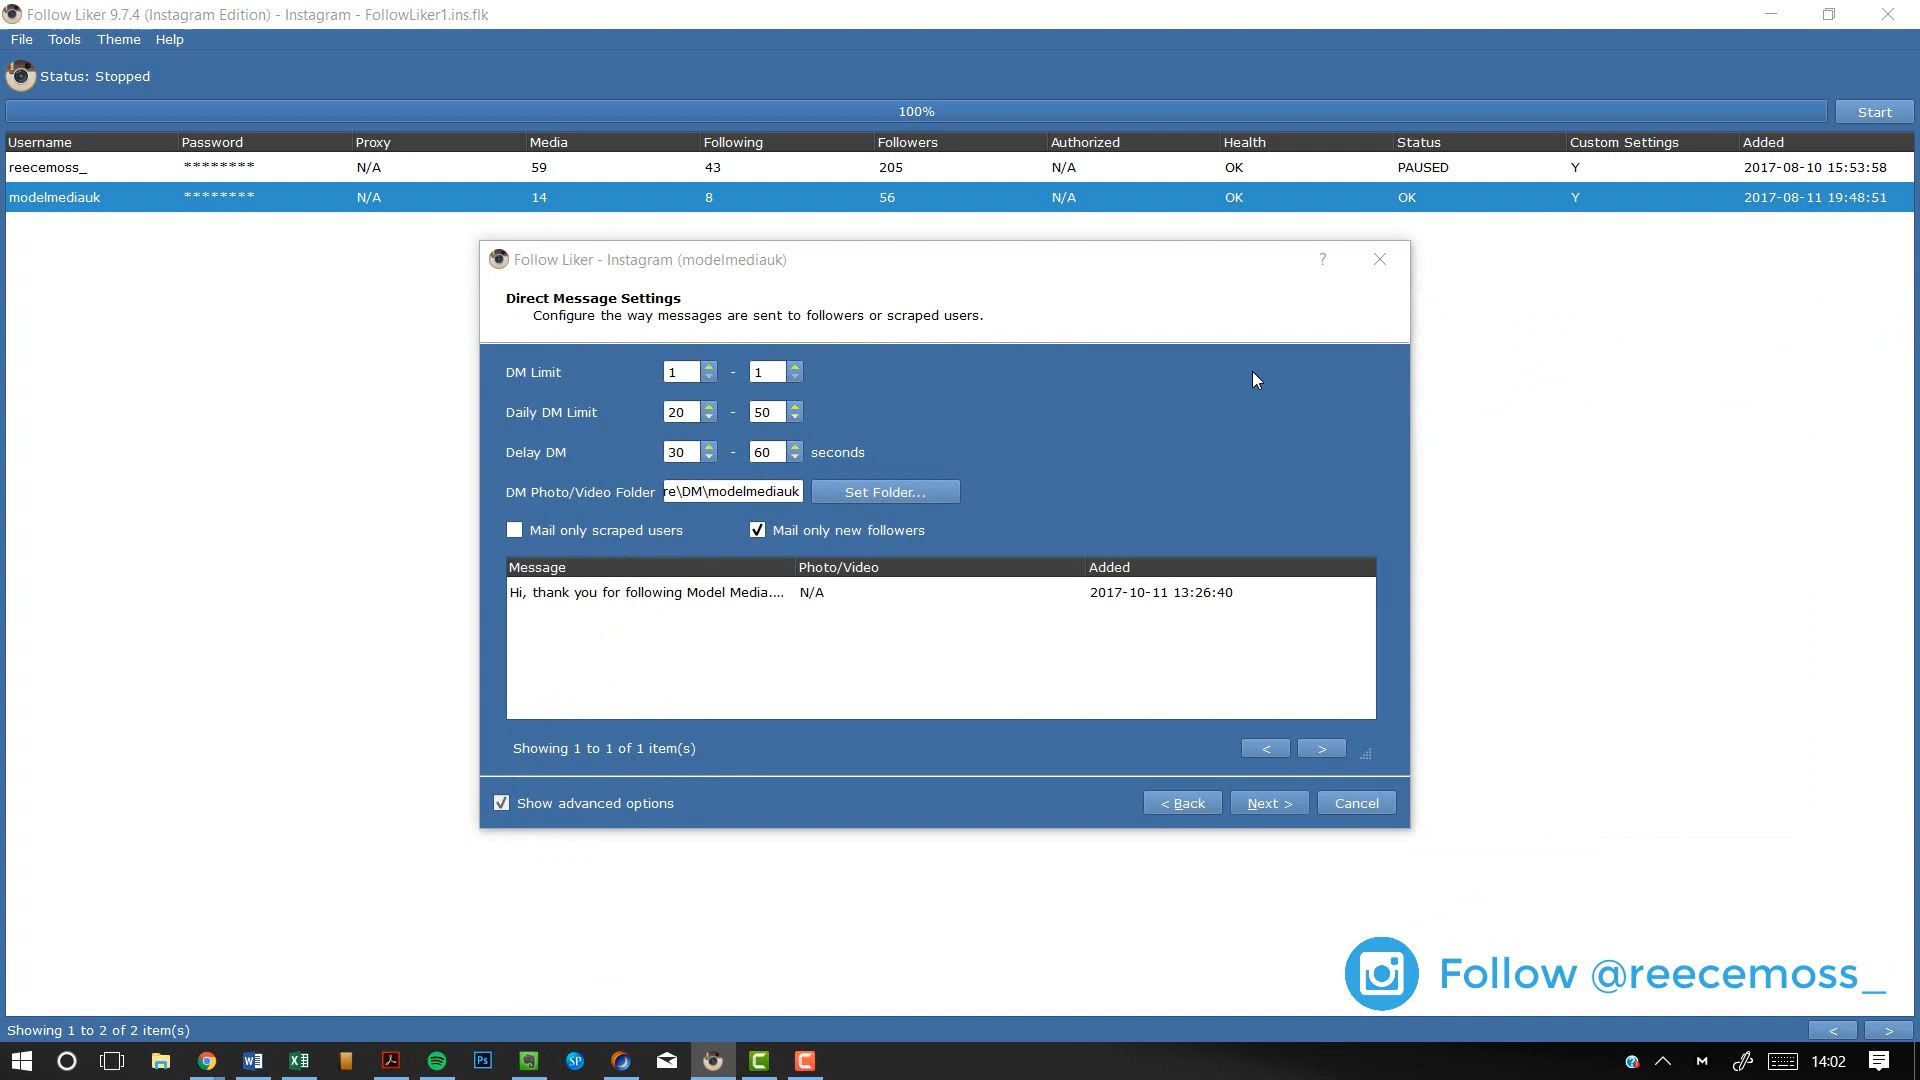 Follow Liker 9.7.4 (Instagram Edition) - Instagram - FollowLiker1.ins.flk
File Tools Theme Help
Status: Stopped
100% Start
Username Password Proxy Media Following Followers Authorized Health Status Custom Settings Added
reecemoss_ ******** N/A 59 43 205 N/A OK PAUSED Y 2017-08-10 15:53:58
modelmediauk ******** N/A 14 8 56 N/A OK OK Y 2017-08-11 19:48:51
Follow Liker - Instagram (modelmediauk) ?
Direct Message Settings
Configure the way messages are sent to followers or scraped users.
DM Limit 1 - 1
Daily DM Limit 20 - 50
Delay DM 30 - 60 seconds
DM Photo/Video Folder re\DM\modelmediauk Set Folder...
Mail only scraped users Mail only new followers
Message Photo/Video Added
Hi, thank you for following Model Media.... N/A 2017-10-11 13:26:40
Showing 1 to 1 of 1 item(s) < >
Show advanced options < Back Next > Cancel
Follow @reecemoss_
Showing 1 to 2 of 2 item(s) < >
14:02